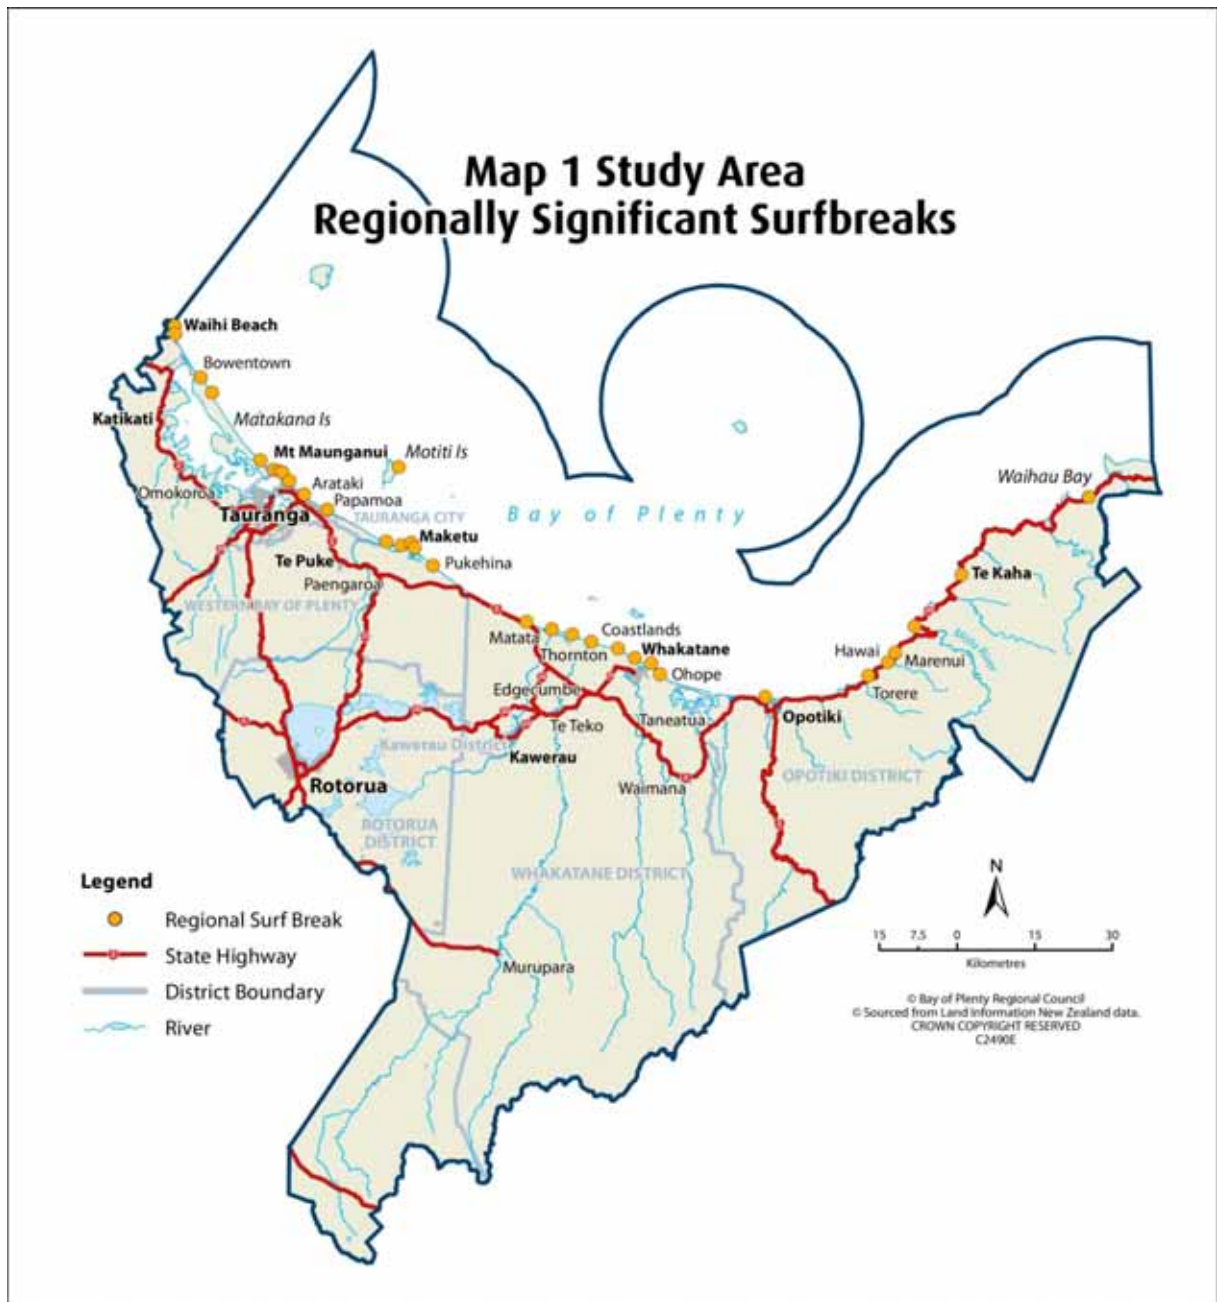 Map 1 Study Area
Regionally Significant Surfbreaks
Waihi Beach
Bowentown
Katikati
Matakana Is
Mt Maunganui
Motiti Is
Omokoroa
Arataki
Papamoa
Tauranga
TAURANGA CITY
Bay of Plenty
Waihau Bay
Maketu
Te Puke
Pukehina
Paengaroa
Te Kaha
WESTERN BAY OF PLENTY
Matata
Coastlands
Thornton
Whakatane
Hawai
Marenui
Ohope
Torere
Edgecumbe
Te Teko
Taneatua
Opotiki
Kawerau District
Kawerau
Waimana
OPOTIKI DISTRICT
Rotorua
ROTORUA
DISTRICT
WHAKATANE DISTRICT
Legend
Regional Surf Break
State Highway
District Boundary
River
Murupara
N
15 7.5 0 15 30
Kilometres
© Bay of Plenty Regional Council
© Sourced from Land Information New Zealand data.
CROWN COPYRIGHT RESERVED
C2490E